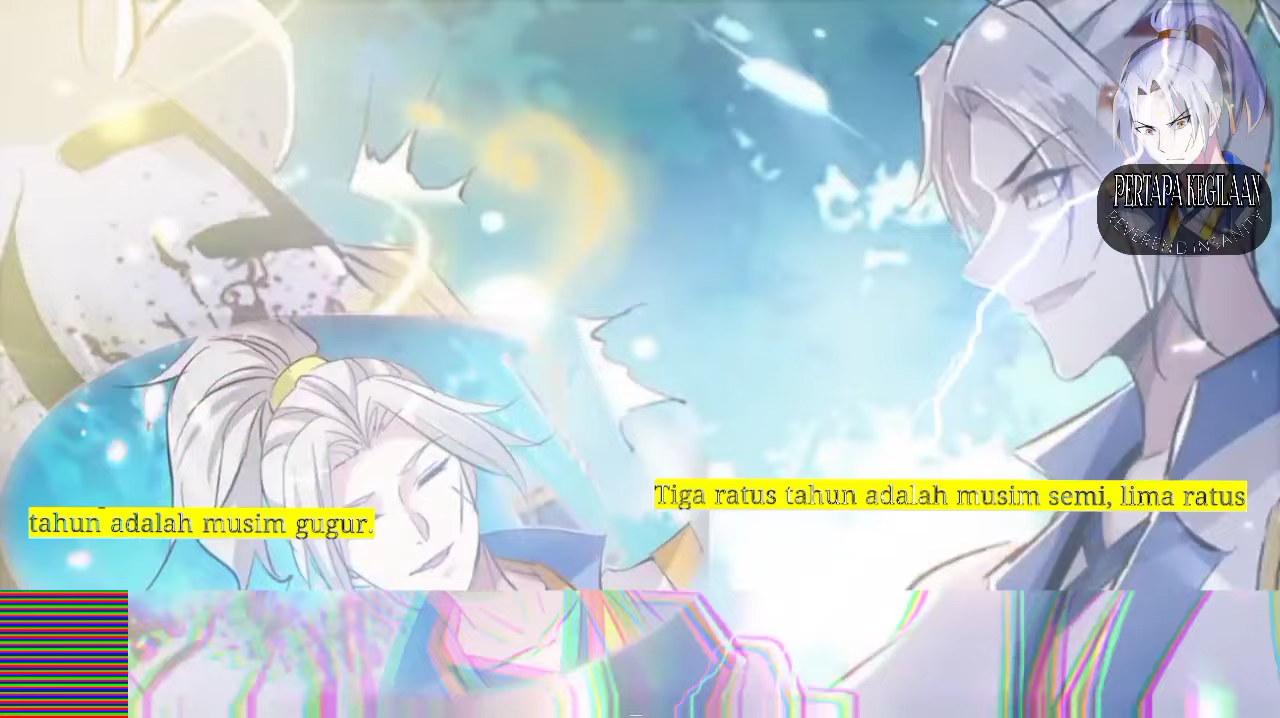 PERTAPA KEGILAAN
REVEREND INSANITY
Tiga ratus tahun adalah musim semi, lima ratus
tahun adalah musim gugur.